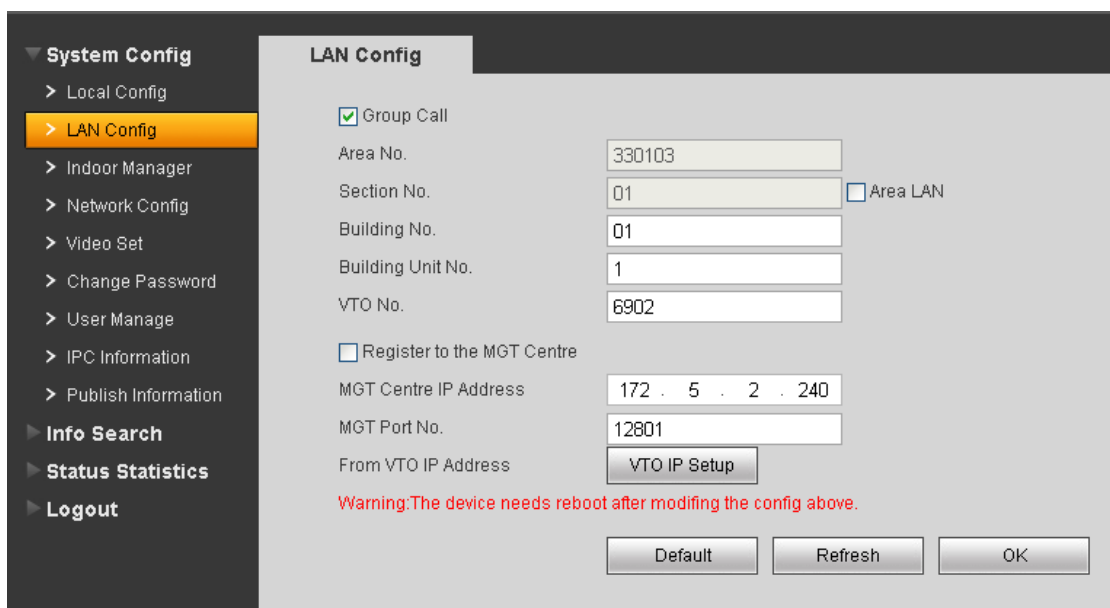 System Config
Local Config
LAN Config
Indoor Manager
Network Config
Video Set
Change Password
User Manage
IPC Information
Publish Information
Info Search
Status Statistics
Logout
LAN Config
Group Call
Area No. 330103
Section No. 01 Area LAN
Building No. 01
Building Unit No. 1
VTO No. 6902
Register to the MGT Centre
MGT Centre IP Address 172 . 5 . 2 . 240
MGT Port No. 12801
From VTO IP Address VTO IP Setup
Warning:The device needs reboot after modifing the config above.
Default Refresh OK